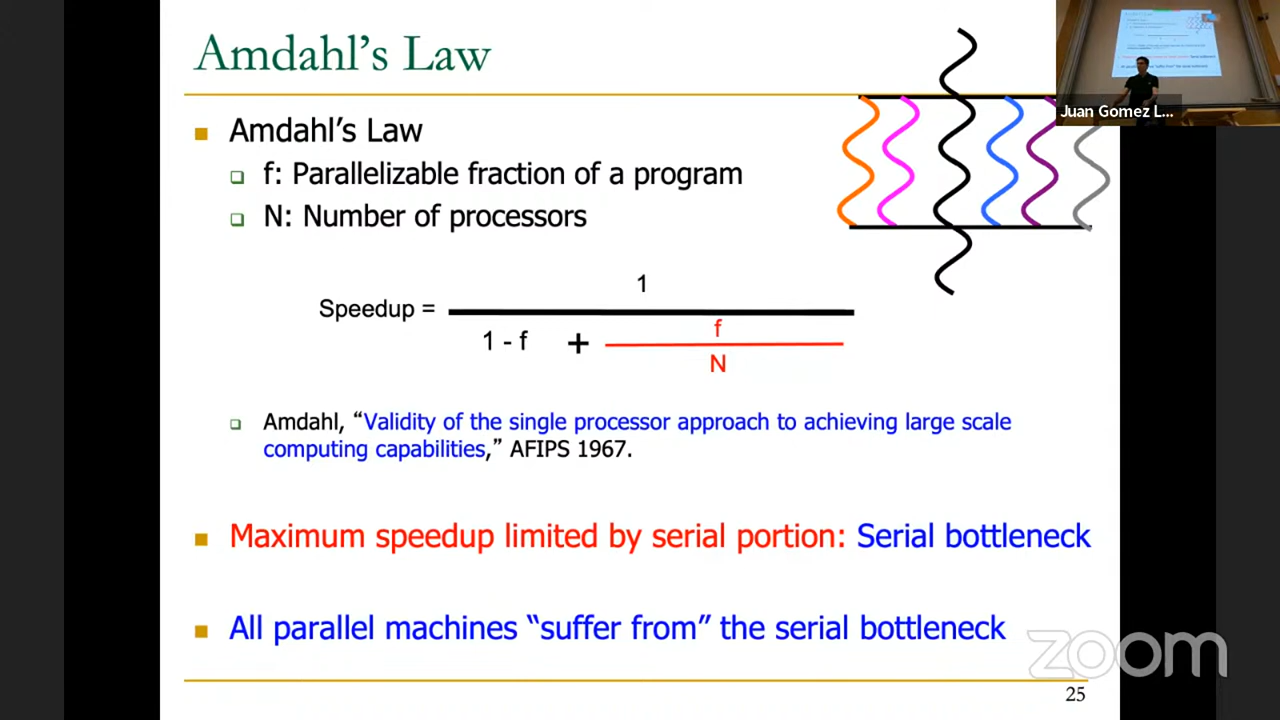 Amdahl's Law
Juan Gomez L...
Amdahl's Law
f: Parallelizable fraction of a program
N: Number of processors
1
Speedup =
1 - f + f
N
Amdahl, “Validity of the single processor approach to achieving large scale
computing capabilities,” AFIPS 1967.
Maximum speedup limited by serial portion: Serial bottleneck
All parallel machines “suffer from” the serial bottleneck
zoom
25